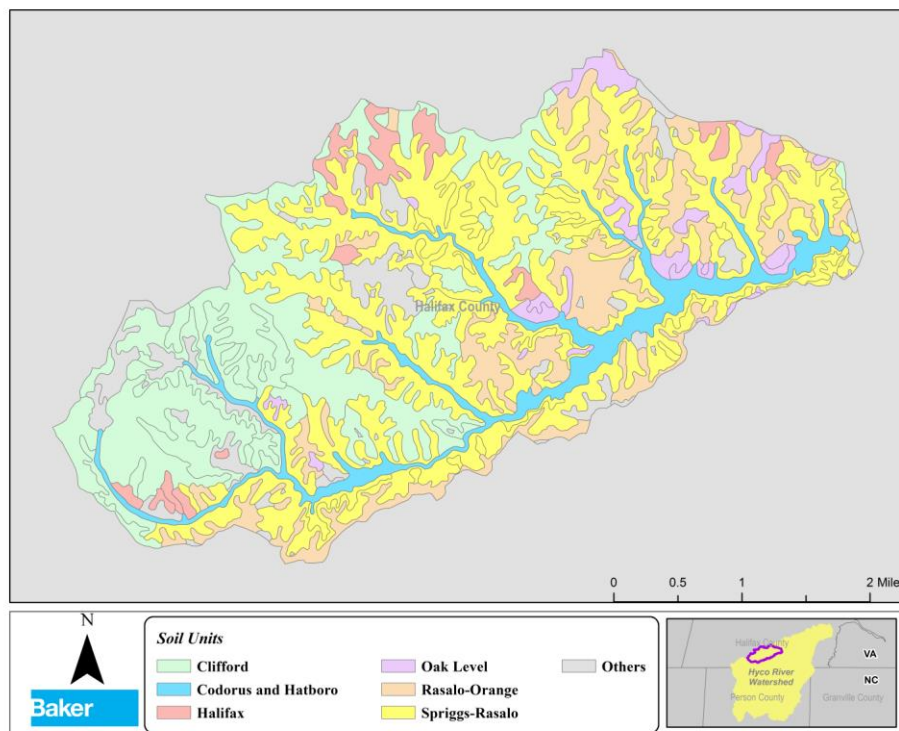 Halifax County
0 0.5 1 2 Mile
N
Baker
Soil Units
Clifford
Codorus and Hatboro
Halifax
Oak Level
Rasalo-Orange
Spriggs-Rasalo
Others
Halifax County
VA
Hyco River
Watershed
NC
Person County
Granville County